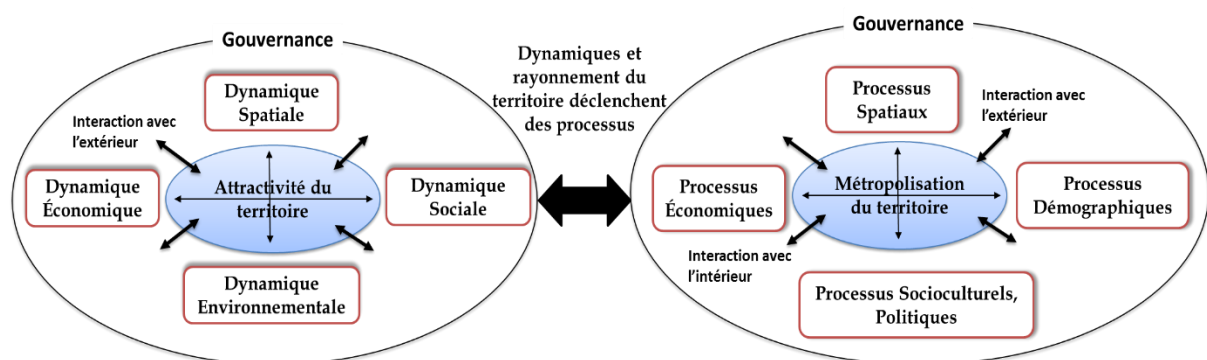 Gouvernance
Dynamique
Spatiale
Interaction avec
l'extérieur
Dynamique
Économique
Attractivité du
territoire
Dynamique
Sociale
Dynamique
Environnementale
Dynamiques et
rayonnement du
territoire déclenchent
des processus
Gouvernance
Processus
Spatiaux
Interaction avec
l'extérieur
Processus
Économiques
Métropolisation
du territoire
Processus
Démographiques
Interaction avec
l'intérieur
Processus Socioculturels,
Politiques